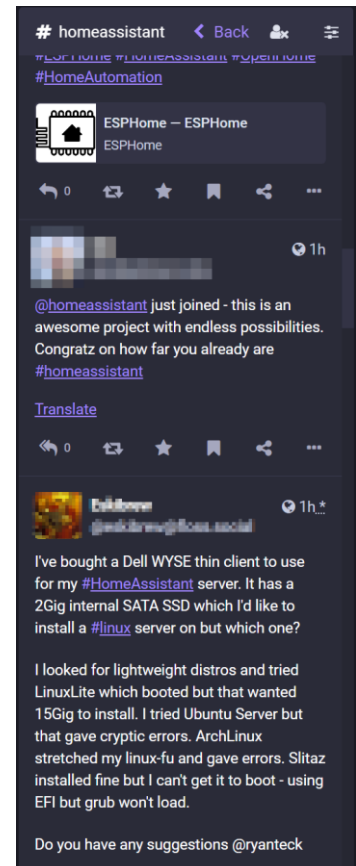 # homeassistant Back
#ESPHome #HomeAssistant #OpenHome
#HomeAutomation
ESPHome — ESPHome
ESPHome
0
1h
@homeassistant just joined - this is an
awesome project with endless possibilities.
Congratz on how far you already are
#homeassistant
Translate
0
1h *
I've bought a Dell WYSE thin client to use
for my #HomeAssistant server. It has a
2Gig internal SATA SSD which I'd like to
install a #linux server on but which one?
I looked for lightweight distros and tried
LinuxLite which booted but that wanted
15Gig to install. I tried Ubuntu Server but
that gave cryptic errors. ArchLinux
stretched my linux-fu and gave errors. Slitaz
installed fine but I can't get it to boot - using
EFI but grub won't load.
Do you have any suggestions @ryanteck